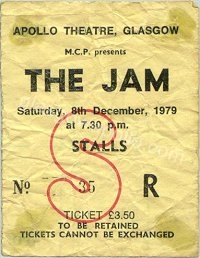 APOLLO THEATRE, GLASGOW
M.C.P. presents
THE JAM
Saturday, 8th December, 1979
at 7.30 p.m.
STALLS
S
No 35 R
TICKET £3.50
TO BE RETAINED
TICKETS CANNOT BE EXCHANGED